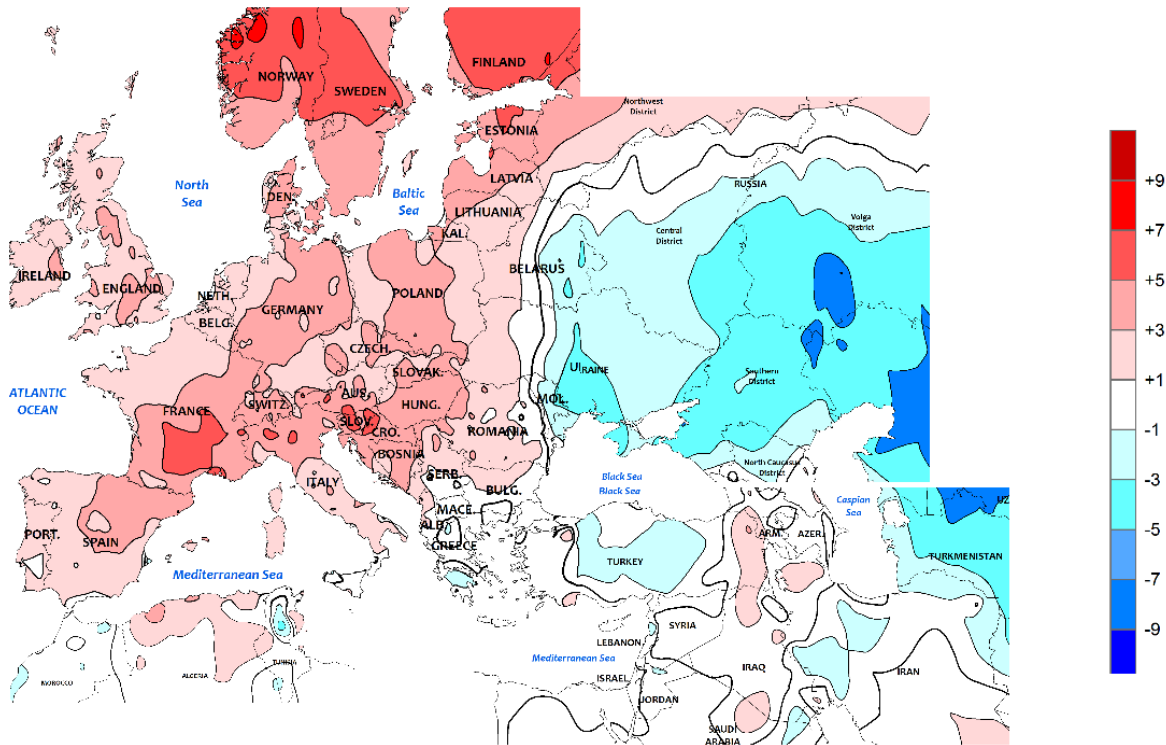 FINLAND
NORWAY
SWEDEN
Northwest
District
ESTONIA
North
Sea
Baltic
Sea
LATVIA
RUSSIA
DEN.
LITHUANIA
Volga
District
KAL.
Central
District
IRELAND
BELARUS
ENGLAND
NETH.
POLAND
GERMANY
BELG.
CZECH.
SLOVAK.
UKRAINE
Southern
District
ATLANTIC
OCEAN
AUS.
MOL.
FRANCE
SWITZ.
HUNG.
SLOV.
CRO.
ROMANIA
BOSNIA
North Caucasus
District
SERB.
ITALY
Black Sea
Black Sea
BULG.
Caspian
Sea
UZ
MACE.
ALB.
PORT.
SPAIN
GREECE
ARM.
AZER.
TURKEY
TURKMENISTAN
Mediterranean Sea
SYRIA
LEBANON
Mediterranean Sea
TUNISIA
IRAQ
IRAN
MOROCCO
ALGERIA
ISRAEL
JORDAN
SAUDI
ARABIA
+9
+7
+5
+3
+1
-1
-3
-5
-7
-9